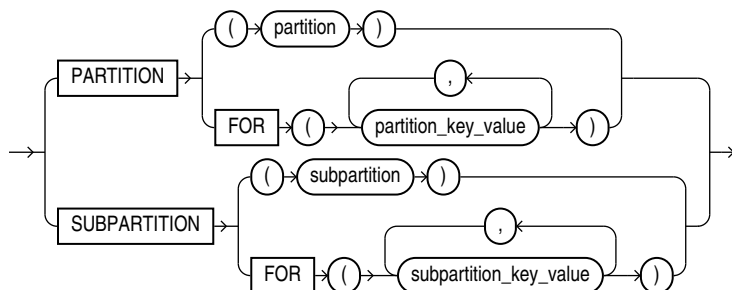 ( partition )
PARTITION
,
FOR ( partition_key_value )
( subpartition )
SUBPARTITION
,
FOR ( subpartition_key_value )